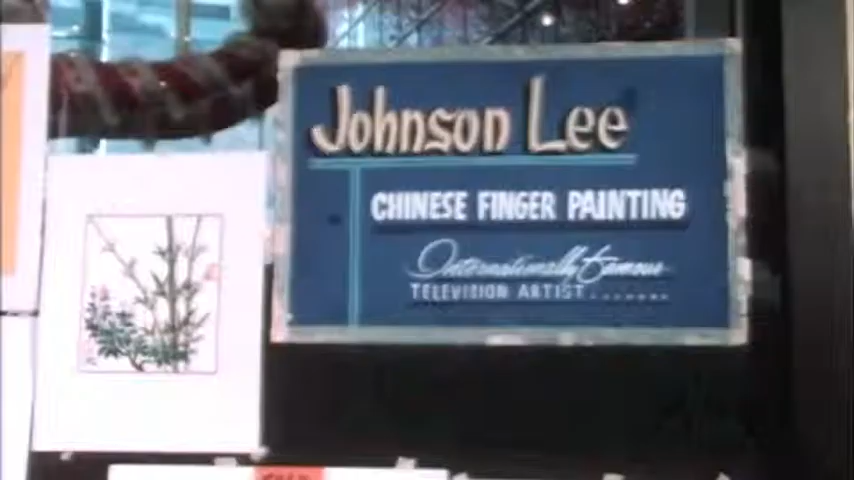 Johnson Lee
CHINESE FINGER PAINTING
Internationally Famous
TELEVISION ARTIST........